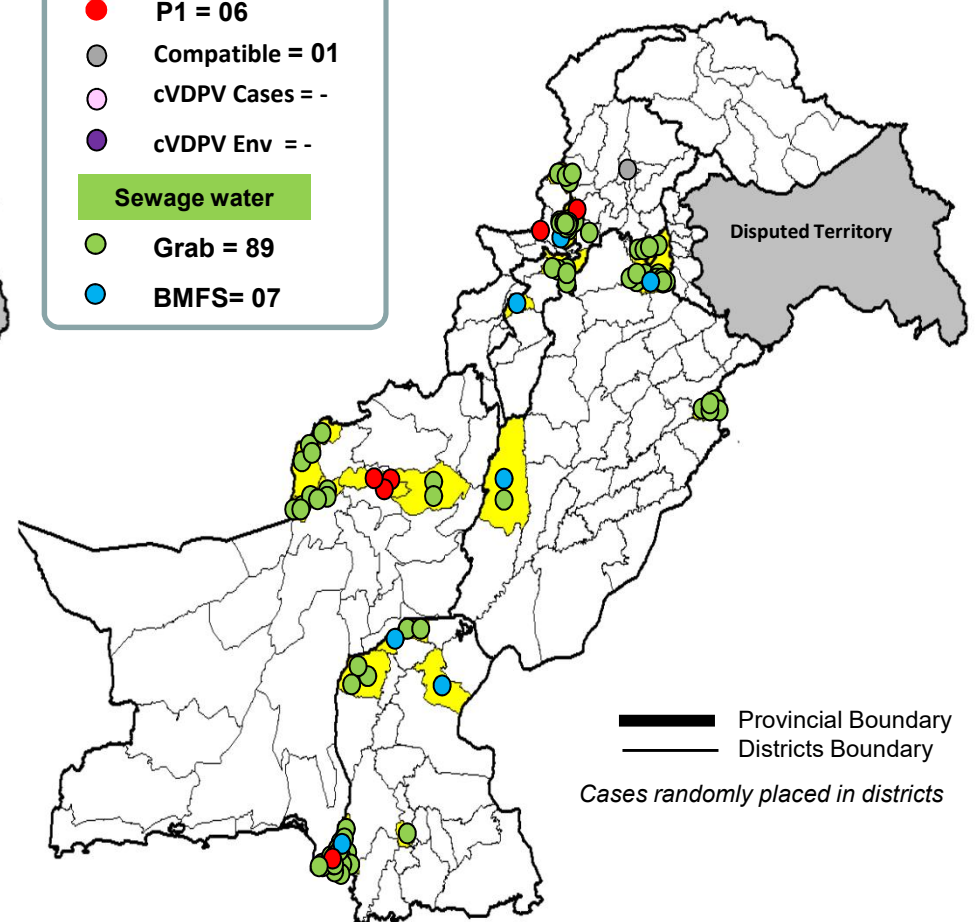 P1 = 06
Compatible = 01
cVDPV Cases = -
cVDPV Env = -
Sewage water
Grab = 89
BMFS= 07
Disputed Territory
Provincial Boundary
Districts Boundary
Cases randomly placed in districts